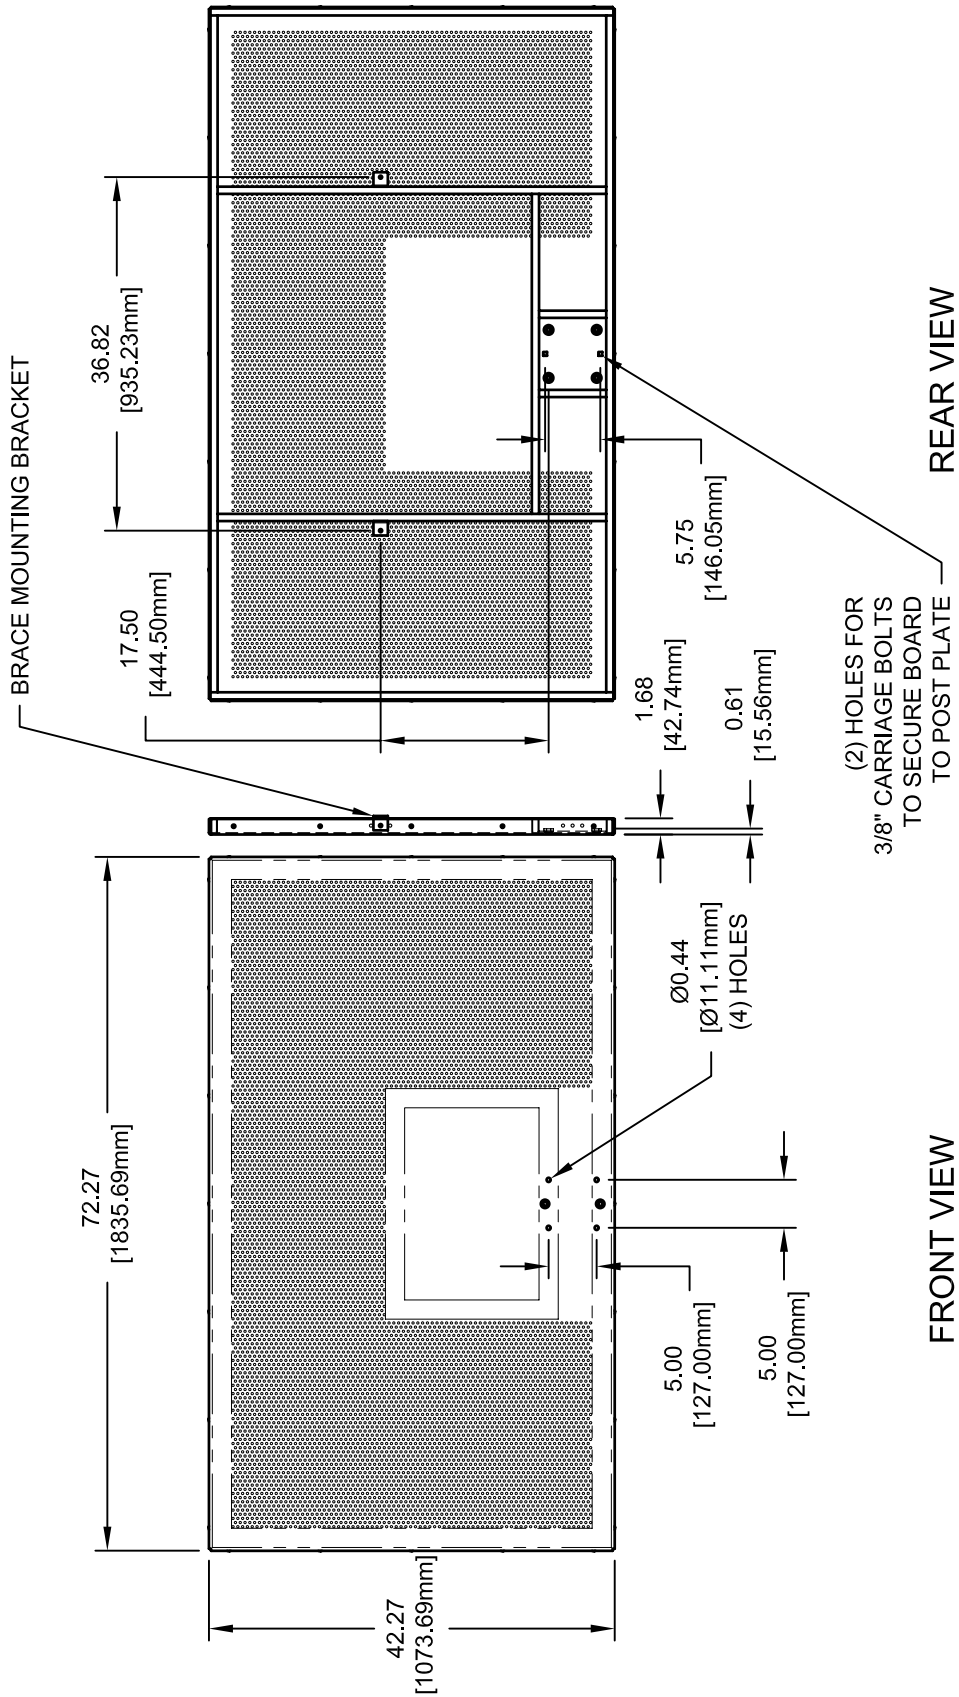 BRACE MOUNTING BRACKET
72.27
[1835.69mm]
36.82
[935.23mm]
17.50
[444.50mm]
42.27
[1073.69mm]
5.00
[127.00mm]
5.00
[127.00mm]
Ø0.44
[Ø11.11mm]
(4) HOLES
1.68
[42.74mm]
0.61
[15.56mm]
5.75
[146.05mm]
(2) HOLES FOR
3/8" CARRIAGE BOLTS
TO SECURE BOARD
TO POST PLATE
FRONT VIEW
REAR VIEW